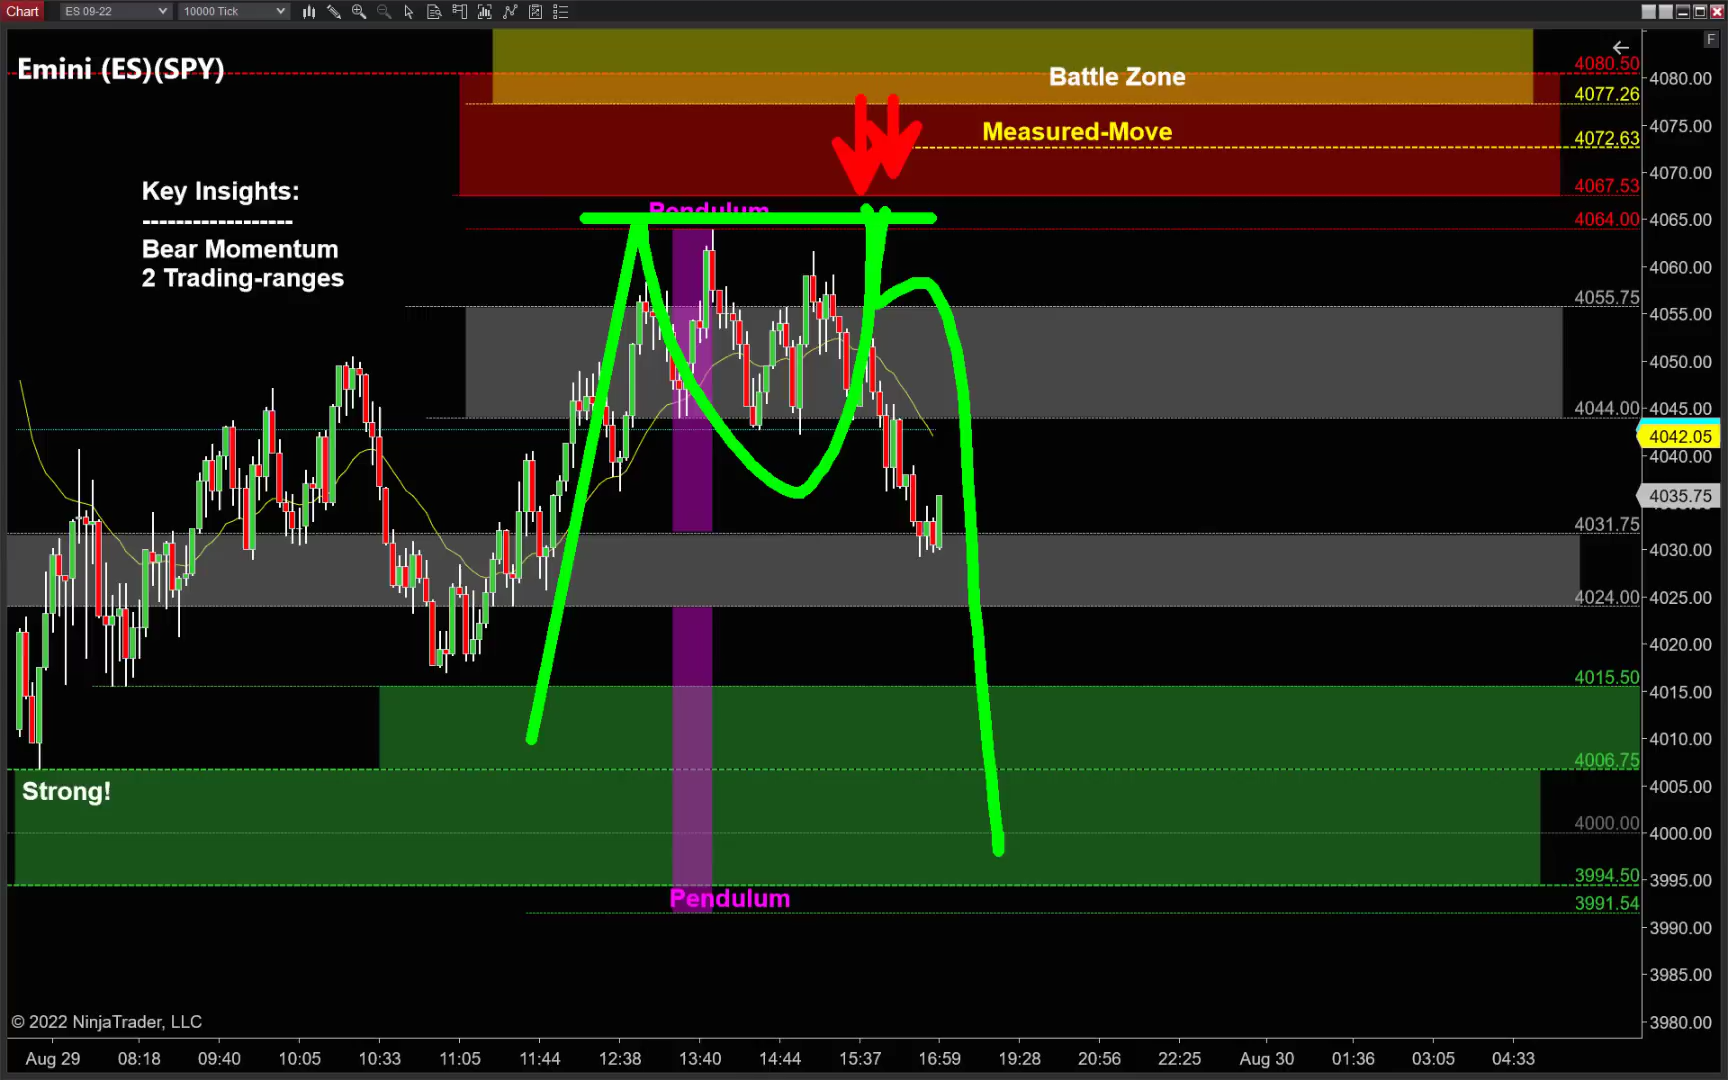 Chart
ES 09-22
10000 Tick
F
Emini (ES)(SPY)
Battle Zone
Measured-Move
Key Insights:
------------------
Bear Momentum
2 Trading-ranges
Pendulum
4080.50
4077.26
4072.63
4067.53
4064.00
4055.75
4044.00
4031.75
4024.00
4015.50
4006.75
4000.00
3994.50
3991.54
Strong!
Pendulum
4080.00
4075.00
4070.00
4065.00
4060.00
4055.00
4050.00
4045.00
4042.05
4040.00
4035.75
4030.00
4025.00
4020.00
4015.00
4010.00
4005.00
4000.00
3995.00
3990.00
3985.00
3980.00
© 2022 NinjaTrader, LLC
Aug 29 08:18 09:40 10:05 10:33 11:05 11:44 12:38 13:40 14:44 15:37 16:59 19:28 20:56 22:25 Aug 30 01:36 03:05 04:33